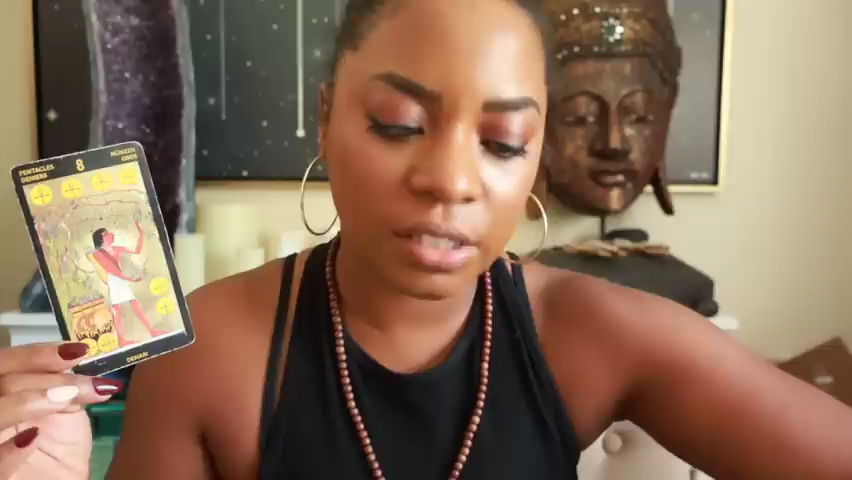 PENTACLES
DENIERS
8
MÜNZEN
OROS
DENARI